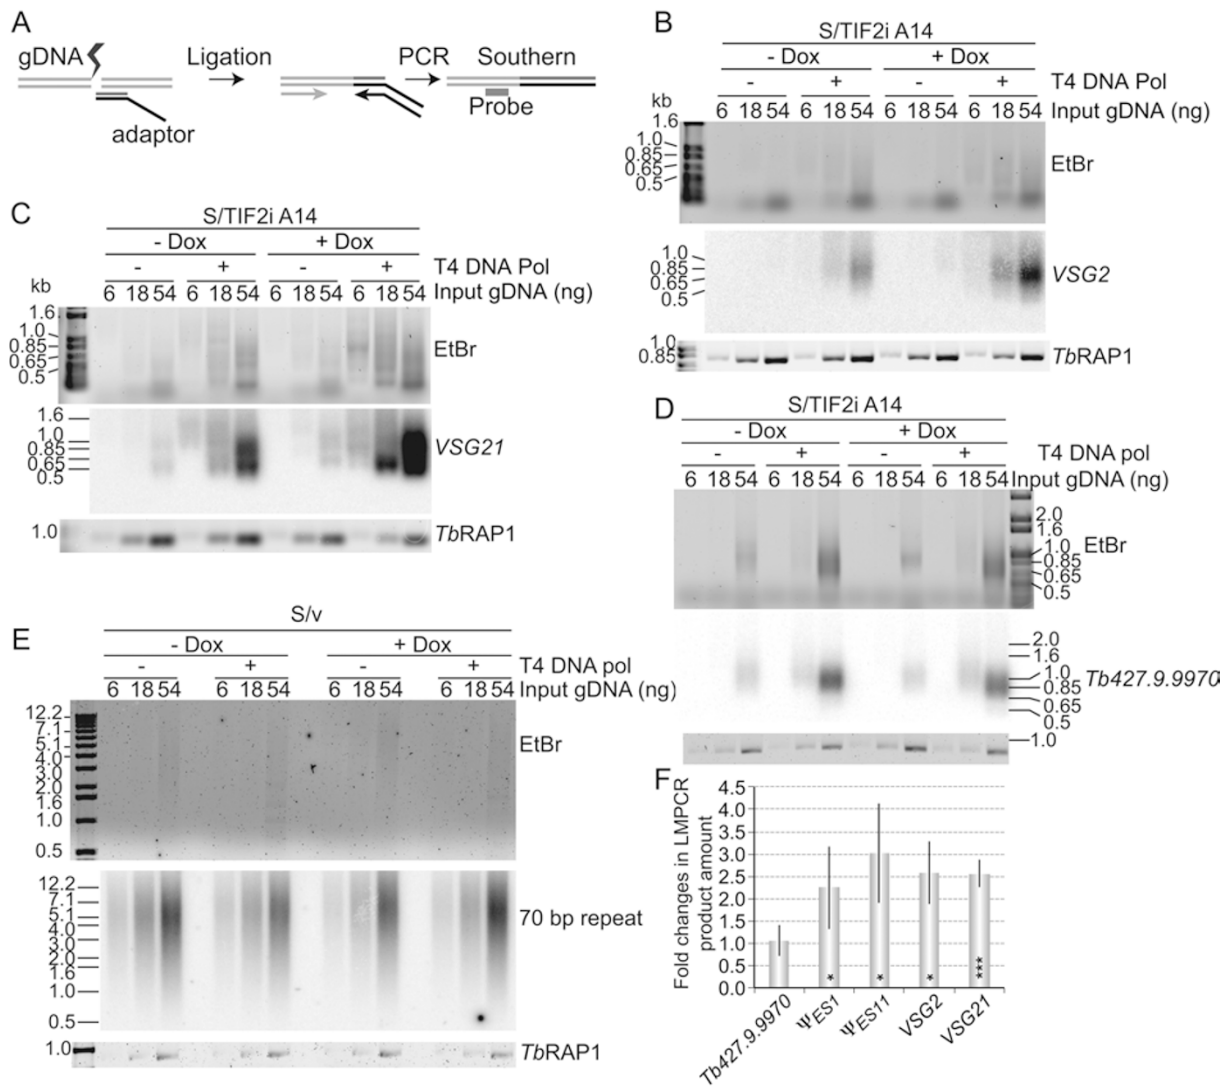 A
gDNA
Ligation
PCR
Southern
adaptor
Probe
B
S/TIF2i A14
- Dox + Dox
- + - + T4 DNA Pol
kb 6 18 54 6 18 54 6 18 54 6 18 54 Input gDNA (ng)
1.6
1.0
0.85
0.65
0.5
EtBr
1.0
0.85
0.65
0.5
VSG2
1.0
0.85
TbRAP1
C
S/TIF2i A14
- Dox + Dox
- + - + T4 DNA Pol
kb 6 18 54 6 18 54 6 18 54 6 18 54 Input gDNA (ng)
1.6
1.0
0.85
0.65
0.5
EtBr
1.6
1.0
0.85
0.65
0.5
VSG21
1.0
TbRAP1
D
S/TIF2i A14
- Dox + Dox
- + - + T4 DNA pol
6 18 54 6 18 54 6 18 54 6 18 54 Input gDNA (ng)
2.0
1.6
1.0
0.85
0.65
0.5
EtBr
2.0
1.6
1.0
0.85
0.65
0.5
Tb427.9.9970
1.0
E
S/v
- Dox + Dox
- + - + T4 DNA pol
6 18 54 6 18 54 6 18 54 6 18 54 Input gDNA (ng)
12.2
7.1
5.1
4.0
3.0
2.0
1.6
1.0
0.5
EtBr
12.2
7.1
5.1
4.0
3.0
2.0
1.6
1.0
0.5
70 bp repeat
1.0
TbRAP1
F
Fold changes in LMPCR
product amount
4.5
4.0
3.5
3.0
2.5
2.0
1.5
1.0
0.5
0.0
* * * ***
Tb427.9.9970
ΨES1
ΨES11
VSG2
VSG21